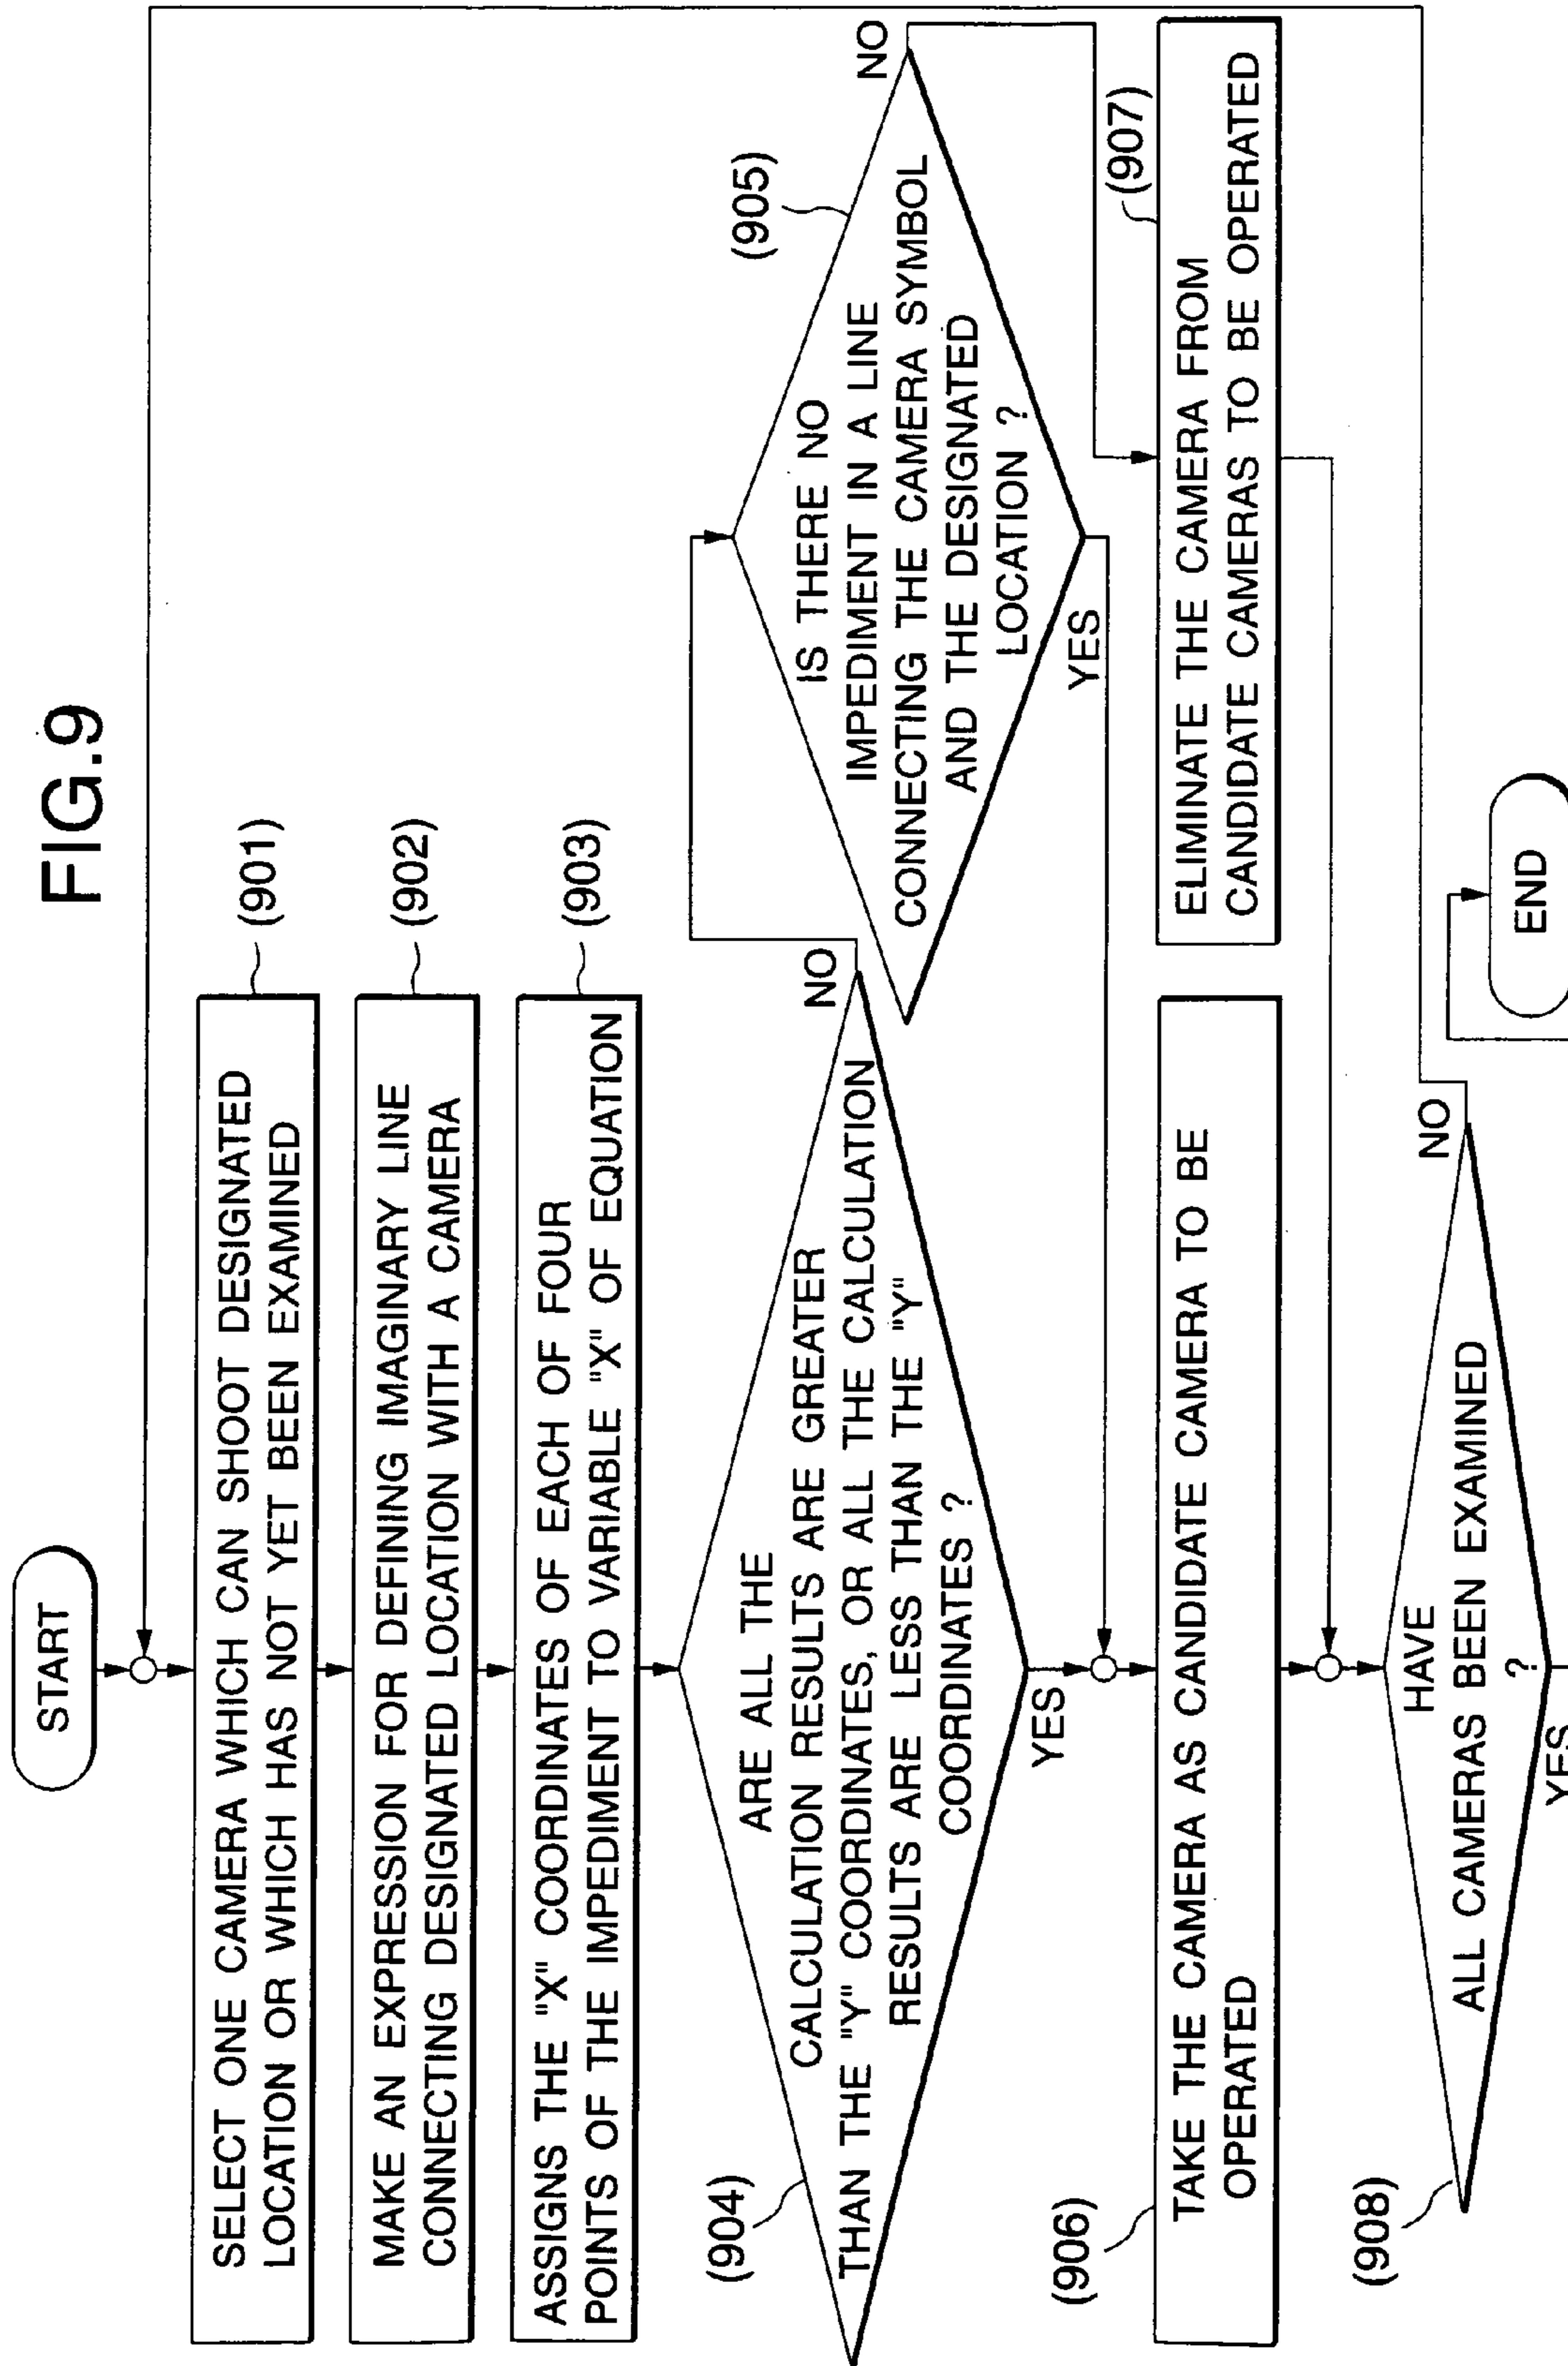 FIG.9
START
SELECT ONE CAMERA WHICH CAN SHOOT DESIGNATED
LOCATION OR WHICH HAS NOT YET BEEN EXAMINED
(901)
MAKE AN EXPRESSION FOR DEFINING IMAGINARY LINE
CONNECTING DESIGNATED LOCATION WITH A CAMERA
(902)
ASSIGNS THE "X" COORDINATES OF EACH OF FOUR
POINTS OF THE IMPEDIMENT TO VARIABLE "X" OF EQUATION
(903)
(904)
ARE ALL THE
CALCULATION RESULTS ARE GREATER
THAN THE "Y" COORDINATES, OR ALL THE CALCULATION
RESULTS ARE LESS THAN THE "Y"
COORDINATES ?
NO
YES
(905)
IS THERE NO
IMPEDIMENT IN A LINE
CONNECTING THE CAMERA SYMBOL
AND THE DESIGNATED
LOCATION ?
NO
YES
(906)
TAKE THE CAMERA AS CANDIDATE CAMERA TO BE
OPERATED
(907)
ELIMINATE THE CAMERA FROM
CANDIDATE CAMERAS TO BE OPERATED
(908)
HAVE
ALL CAMERAS BEEN EXAMINED
?
NO
YES
END